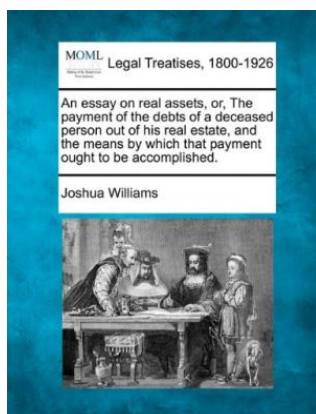 MOML Legal Treatises, 1800-1926
An essay on real assets, or, The
payment of the debts of a deceased
person out of his real estate, and
the means by which that payment
ought to be accomplished.
Joshua Williams